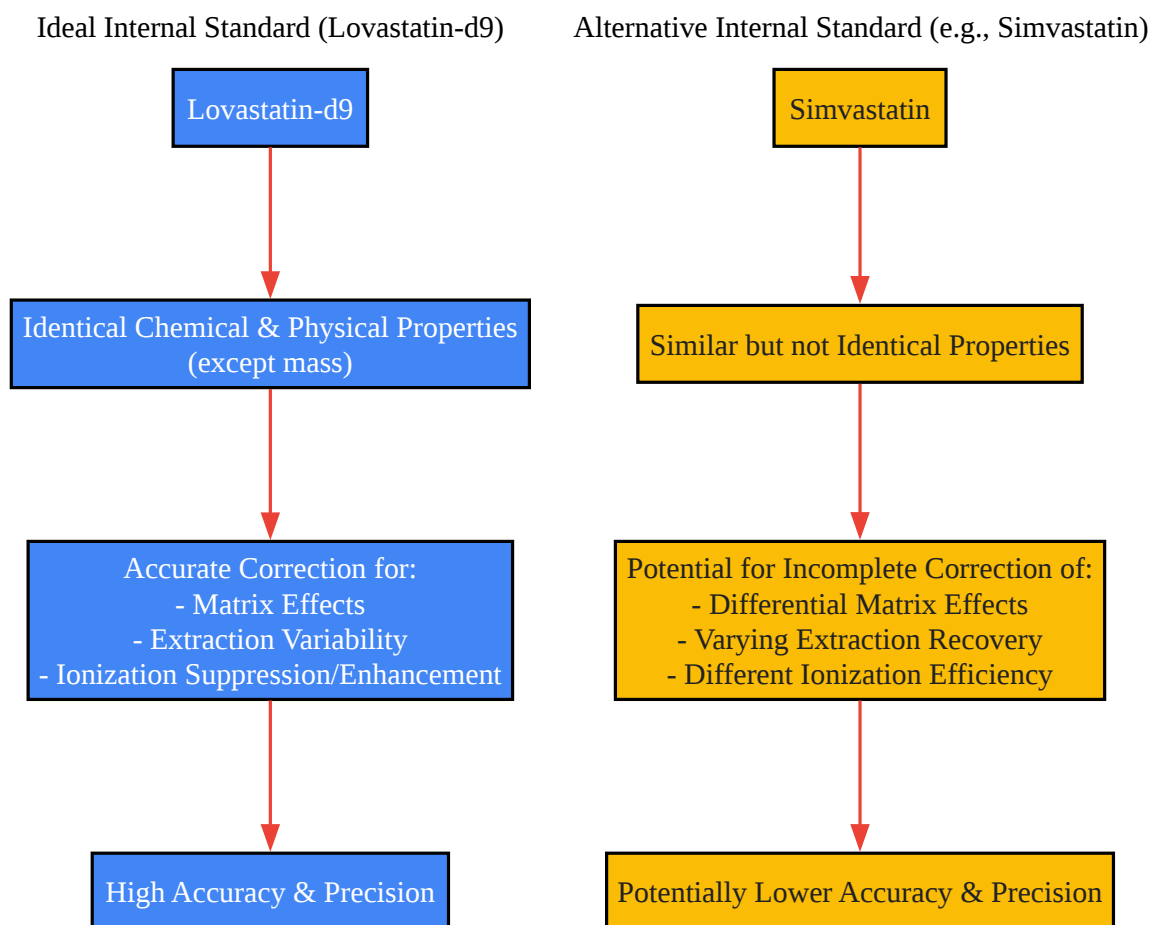 Ideal Internal Standard (Lovastatin-d9)
Lovastatin-d9
Identical Chemical & Physical Properties
(except mass)
Accurate Correction for:
- Matrix Effects
- Extraction Variability
- Ionization Suppression/Enhancement
High Accuracy & Precision
Alternative Internal Standard (e.g., Simvastatin)
Simvastatin
Similar but not Identical Properties
Potential for Incomplete Correction of:
- Differential Matrix Effects
- Varying Extraction Recovery
- Different Ionization Efficiency
Potentially Lower Accuracy & Precision